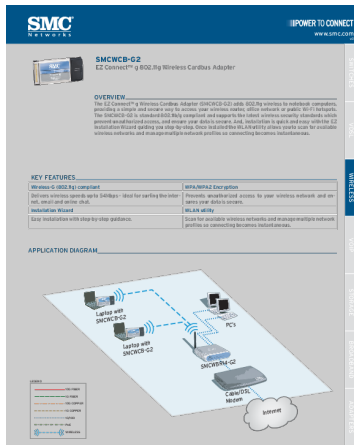 SMC®
Networks
POWER TO CONNECT
www.smc.com
SMCWCB-G2
EZ Connect™ g 802.11g Wireless Cardbus Adapter
OVERVIEW
The EZ Connect™ g Wireless Cardbus Adapter (SMCWCB-G2) adds 802.11g wireless to notebook computers,
providing a simple and secure way to access your wireless router, office network or public Wi-Fi hotspots.
The SMCWCB-G2 is standard 802.11b/g compliant and supports the latest wireless security standards which
prevent unauthorized access, and ensure your data is secure. And, installation is quick and easy with the EZ
Installation Wizard guiding you step-by-step. Once installed the WLAN utility allows you to scan for available
wireless networks and manage multiple network profiles so connecting becomes instantaneous.
KEY FEATURES
Wireless-G (802.11g) compliant
WPA/WPA2 Encryption
Delivers wireless speeds up to 54Mbps - ideal for surfing the inter-
net, email and online chat.
Prevents unauthorized access to your wireless network and en-
sures your data is secure.
Installation Wizard
WLAN utility
Easy installation with step-by-step guidance.
Scan for available wireless networks and manage multiple network
profiles so connecting becomes instantaneous.
WIRELESS
APPLICATION DIAGRAM
Laptop with
SMCWCB-G2
PC's
Laptop with
SMCWCB-G2
Cable/DSL
Modem
Internet
WIRELESS